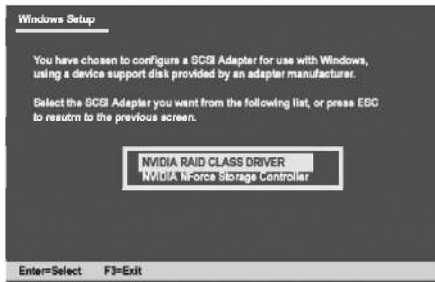 Windows Setup
You have chosen to configure a SCSI Adapter for use with Windows,
using a device support disk provided by an adapter manufacturer.
Select the SCSI Adapter you want from the following list, or press ESC
to resutrn to the previous screen.
NVIDIA RAID CLASS DRIVER
NVIDIA NForce Storage Controller
Enter=Select F3=Exit